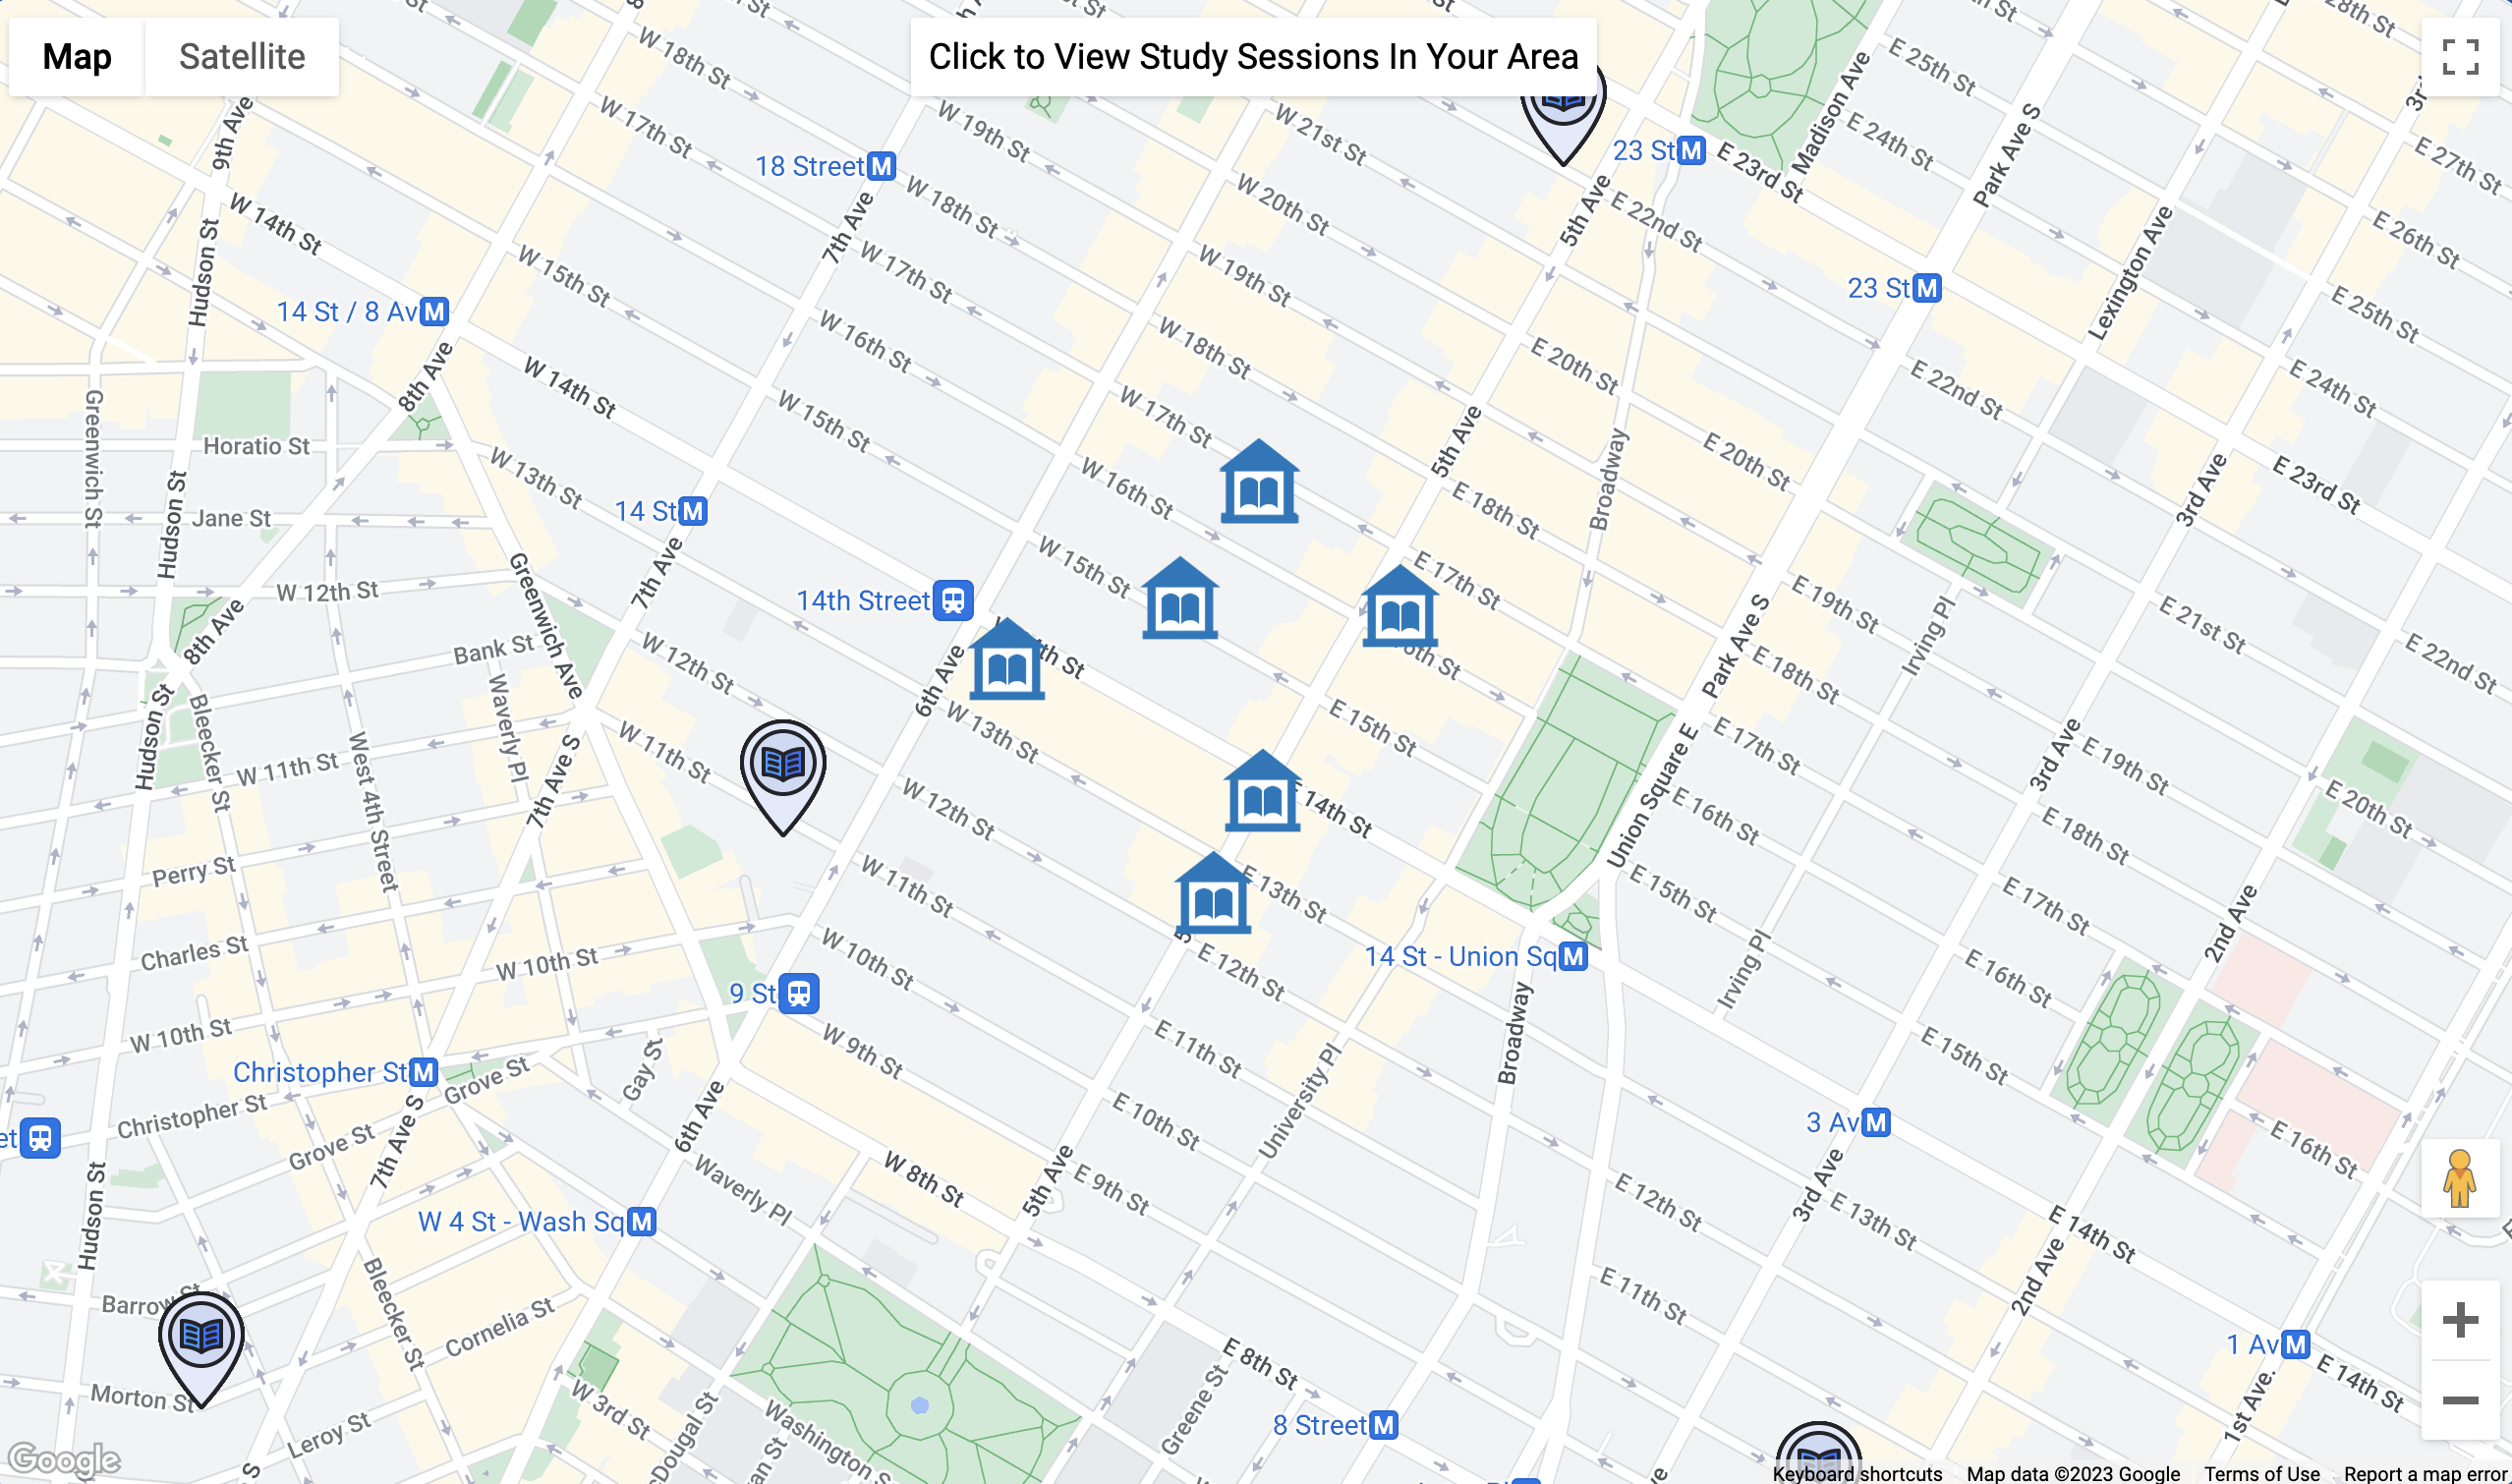 Map
Satellite
Click to View Study Sessions In Your Area
W 18th St
W 17th St
W 19th St
W 21st St
E 25th St
E 24th St
28th St
E 27th St
9th Ave
18 Street
23 St
E 23rd St
Madison Ave
Park Ave S
W 14th St
W 18th St
W 20th St
5th Ave
E 22nd St
Lexington Ave
E 26th St
Hudson St
7th Ave
W 15th St
W 17th St
W 19th St
23 St
E 25th St
14 St / 8 Av
W 16th St
W 18th St
E 20th St
8th Ave
W 14th St
E 22nd St
E 24th St
Greenwich St
W 15th St
W 17th St
5th Ave
Broadway
E 20th St
3rd Ave
E 23rd St
Horatio St
W 13th St
W 16th St
E 18th St
Jane St
Hudson St
14 St
7th Ave
W 15th St
E 17th St
E 19th St
E 21st St
W 12th St
Greenwich Ave
14th Street
Irving Pl
Park Ave S
E 22nd St
8th Ave
Bank St
W 12th St
6th Ave
E 18th St
Hudson St
Bleecker St
Waverly Pl
W 11th St
W 13th St
E 15th St
E 17th St
3rd Ave
E 19th St
W 11th St
West 4th Street
7th Ave S
W 12th St
E 14th St
Union Square E
E 16th St
E 18th St
E 20th St
Perry St
W 11th St
E 13th St
E 15th St
E 17th St
2nd Ave
Charles St
W 10th St
W 10th St
E 12th St
14 St - Union Sq
Irving Pl
E 16th St
9 St
W 10th St
W 9th St
E 11th St
Broadway
E 15th St
Christopher St
Grove St
Gay St
University Pl
Christopher St
Grove St
7th Ave S
6th Ave
E 10th St
3 Av
E 16th St
Hudson St
Waverly Pl
W 8th St
5th Ave
E 9th St
E 12th St
3rd Ave
E 13th St
E 14th St
W 4 St - Wash Sq
2nd Ave
Barrow St
Bleecker St
Cornelia St
E 11th St
Morton St
W 3rd St
E 8th St
Greene St
1 Av
E 14th St
1st Ave.
Leroy St
Washington S
8 Street
Google
Keyboard shortcuts
Map data ©2023 Google
Terms of Use
Report a map error